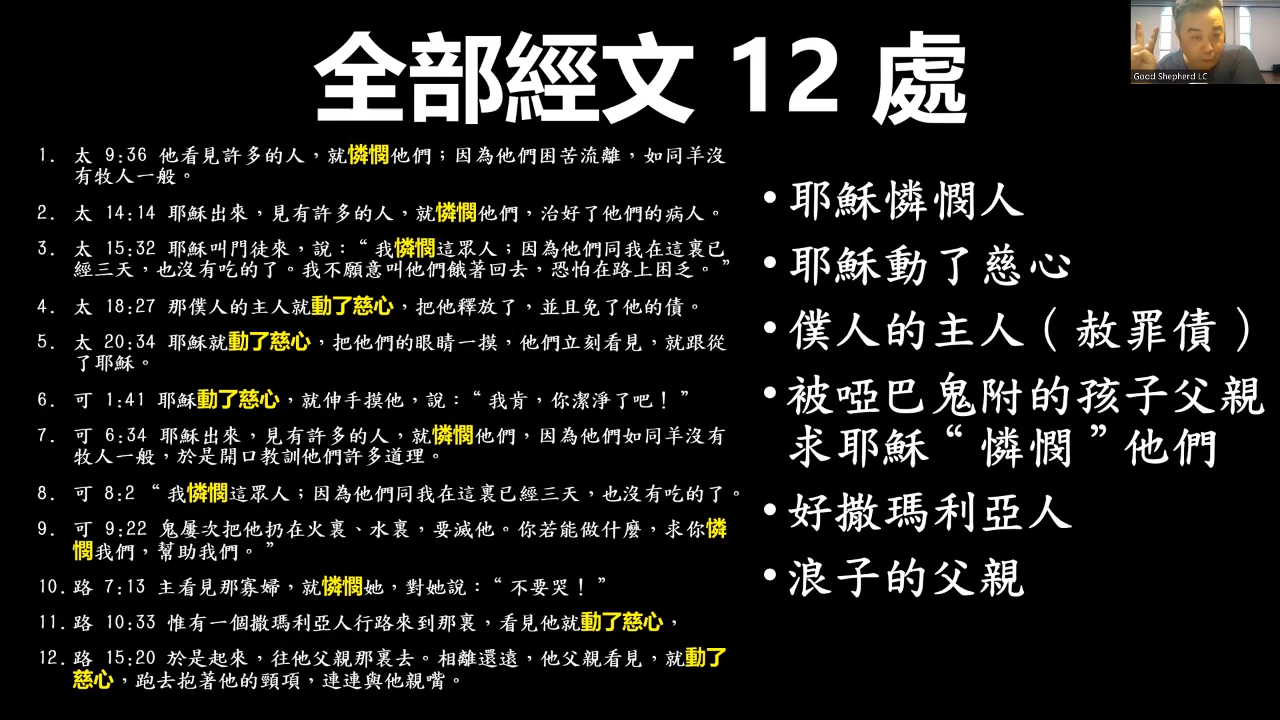 全部經文 12 處
1. 太 9:36 他看見許多的人，就憐憫他們；因為他們困苦流離，如同羊沒
有牧人一般。
2. 太 14:14 耶穌出來，見有許多的人，就憐憫他們，治好了他們的病人。
3. 太 15:32 耶穌叫門徒來，說：“我憐憫這眾人；因為他們同我在這裏已
經三天，也沒有吃的了。我不願意叫他們餓著回去，恐怕在路上困乏。”
4. 太 18:27 那僕人的主人就動了慈心，把他釋放了，並且免了他的債。
5. 太 20:34 耶穌就動了慈心，把他們的眼睛一摸，他們立刻看見，就跟從
了耶穌。
6. 可 1:41 耶穌動了慈心，就伸手摸他，說：“我肯，你潔淨了吧！”
7. 可 6:34 耶穌出來，見有許多的人，就憐憫他們，因為他們如同羊沒有
牧人一般，於是開口教訓他們許多道理。
8. 可 8:2 “我憐憫這眾人；因為他們同我在這裏已經三天，也沒有吃的了。
9. 可 9:22 鬼屢次把他扔在火裏、水裏，要滅他。你若能做什麼，求你憐
憫我們，幫助我們。”
10. 路 7:13 主看見那寡婦，就憐憫她，對她說：“不要哭！”
11. 路 10:33 惟有一個撒瑪利亞人行路來到那裏，看見他就動了慈心，
12. 路 15:20 於是起來，往他父親那裏去。相離還遠，他父親看見，就動了
慈心，跑去抱著他的頸項，連連與他親嘴。
• 耶穌憐憫人
• 耶穌動了慈心
• 僕人的主人（赦罪債）
• 被啞巴鬼附的孩子父親
求耶穌“憐憫”他們
• 好撒瑪利亞人
• 浪子的父親
Good Shepherd LC